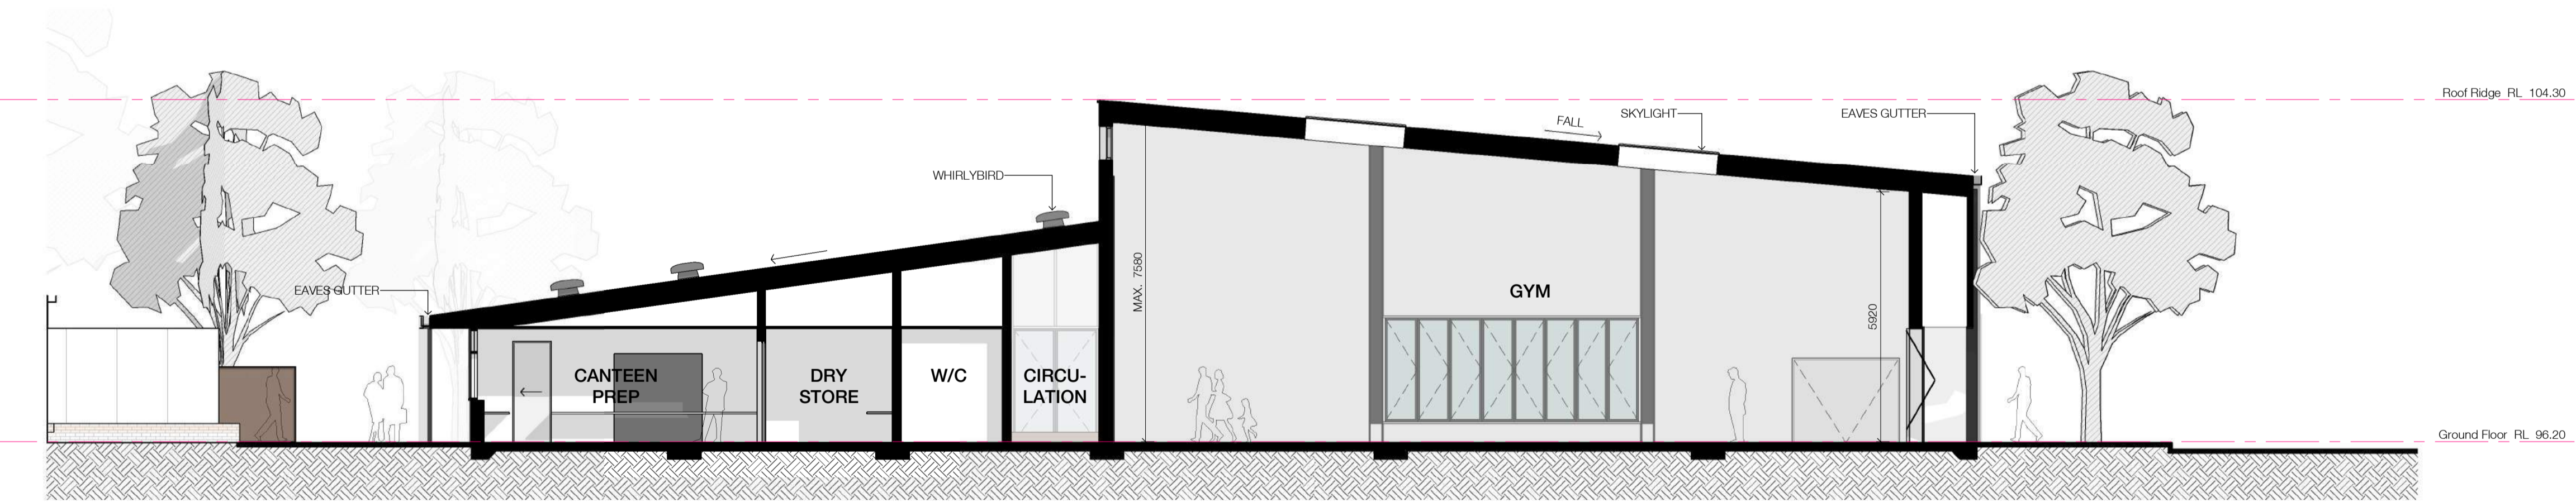 Roof Ridge RL 104.30
FALL
SKYLIGHT
EAVES GUTTER
WHIRLYBIRD
MAX. 7580
EAVES GUTTER
GYM
5920
CANTEEN
PREP
DRY
STORE
W/C
CIRCU-
LATION
Ground Floor RL 96.20